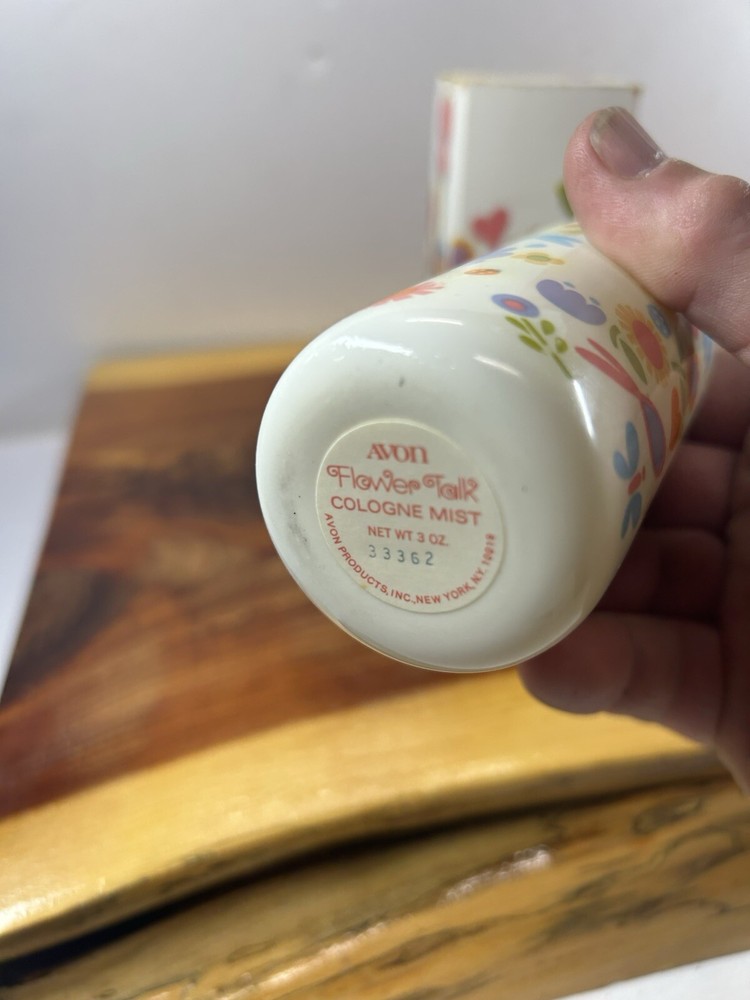 AVON
Flower Talk
COLOGNE MIST
NET WT 3 OZ.
33362
AVON PRODUCTS, INC., NEW YORK, N.Y. 10019